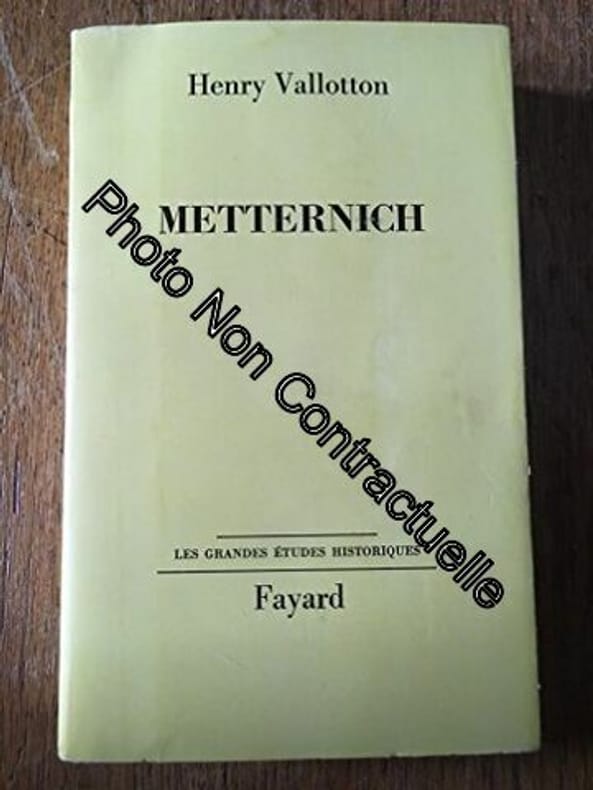 Henry Vallotton
METTERNICH
Photo Non Contractuelle
LES GRANDES ÉTUDES HISTORIQUES
Fayard